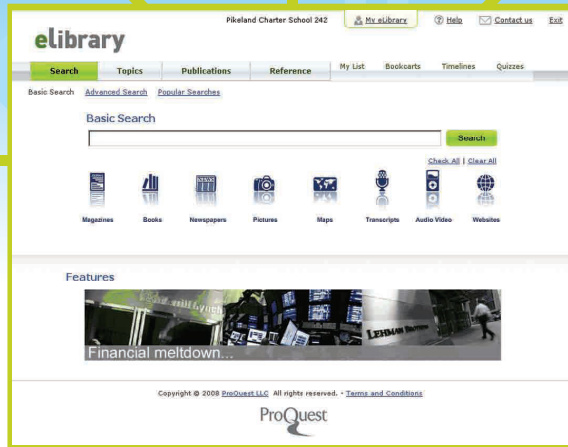 Pikeland Charter School 242 My eLibrary Help Contact us Exit
elibrary
Search Topics Publications Reference My List Bookcarts Timelines Quizzes
Basic Search Advanced Search Popular Searches
Basic Search
Search
Check All | Clear All
Magazines Books Newspapers Pictures Maps Transcripts Audio Video Websites
Features
LEHMAN BROTHERS
Financial meltdown...
Copyright © 2008 ProQuest LLC All rights reserved. - Terms and Conditions
ProQuest